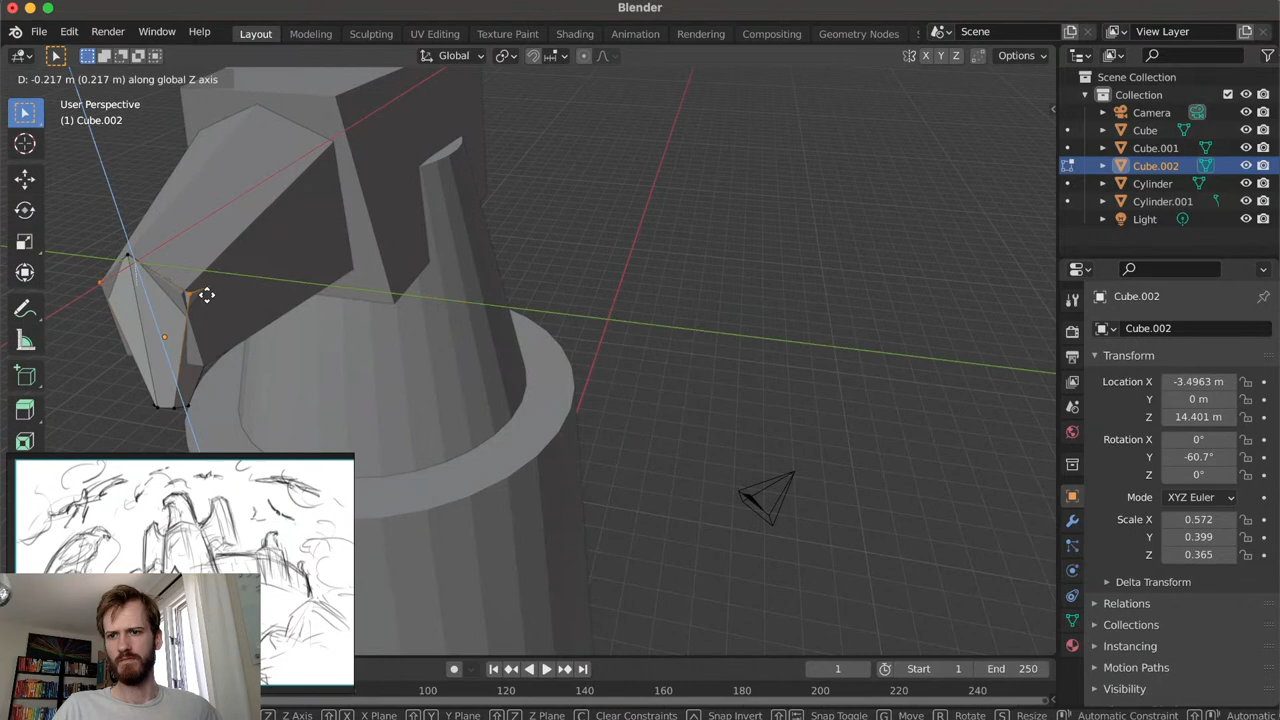 Blender
File Edit Render Window Help
Layout Modeling Sculpting UV Editing Texture Paint Shading Animation Rendering Compositing Geometry Nodes
Scene View Layer
Global X Y Z Options
D: -0.217 m (0.217 m) along global Z axis
User Perspective
(1) Cube.002
Scene Collection
Collection
Camera
Cube
Cube.001
Cube.002
Cylinder
Cylinder.001
Light
Cube.002
Cube.002
Transform
Location X -3.4963 m
Y 0 m
Z 14.401 m
Rotation X 0°
Y -60.7°
Z 0°
Mode XYZ Euler
Scale X 0.572
Y 0.399
Z 0.365
Delta Transform
Relations
Collections
Instancing
Motion Paths
Visibility
1 Start 1 End 250
100 120 140 160 180 200 220 240
Z Axis X Plane Y Plane Z Plane Clear Constraints Snap Invert Snap Toggle Move Rotate Resize Automatic Constraint Automatic